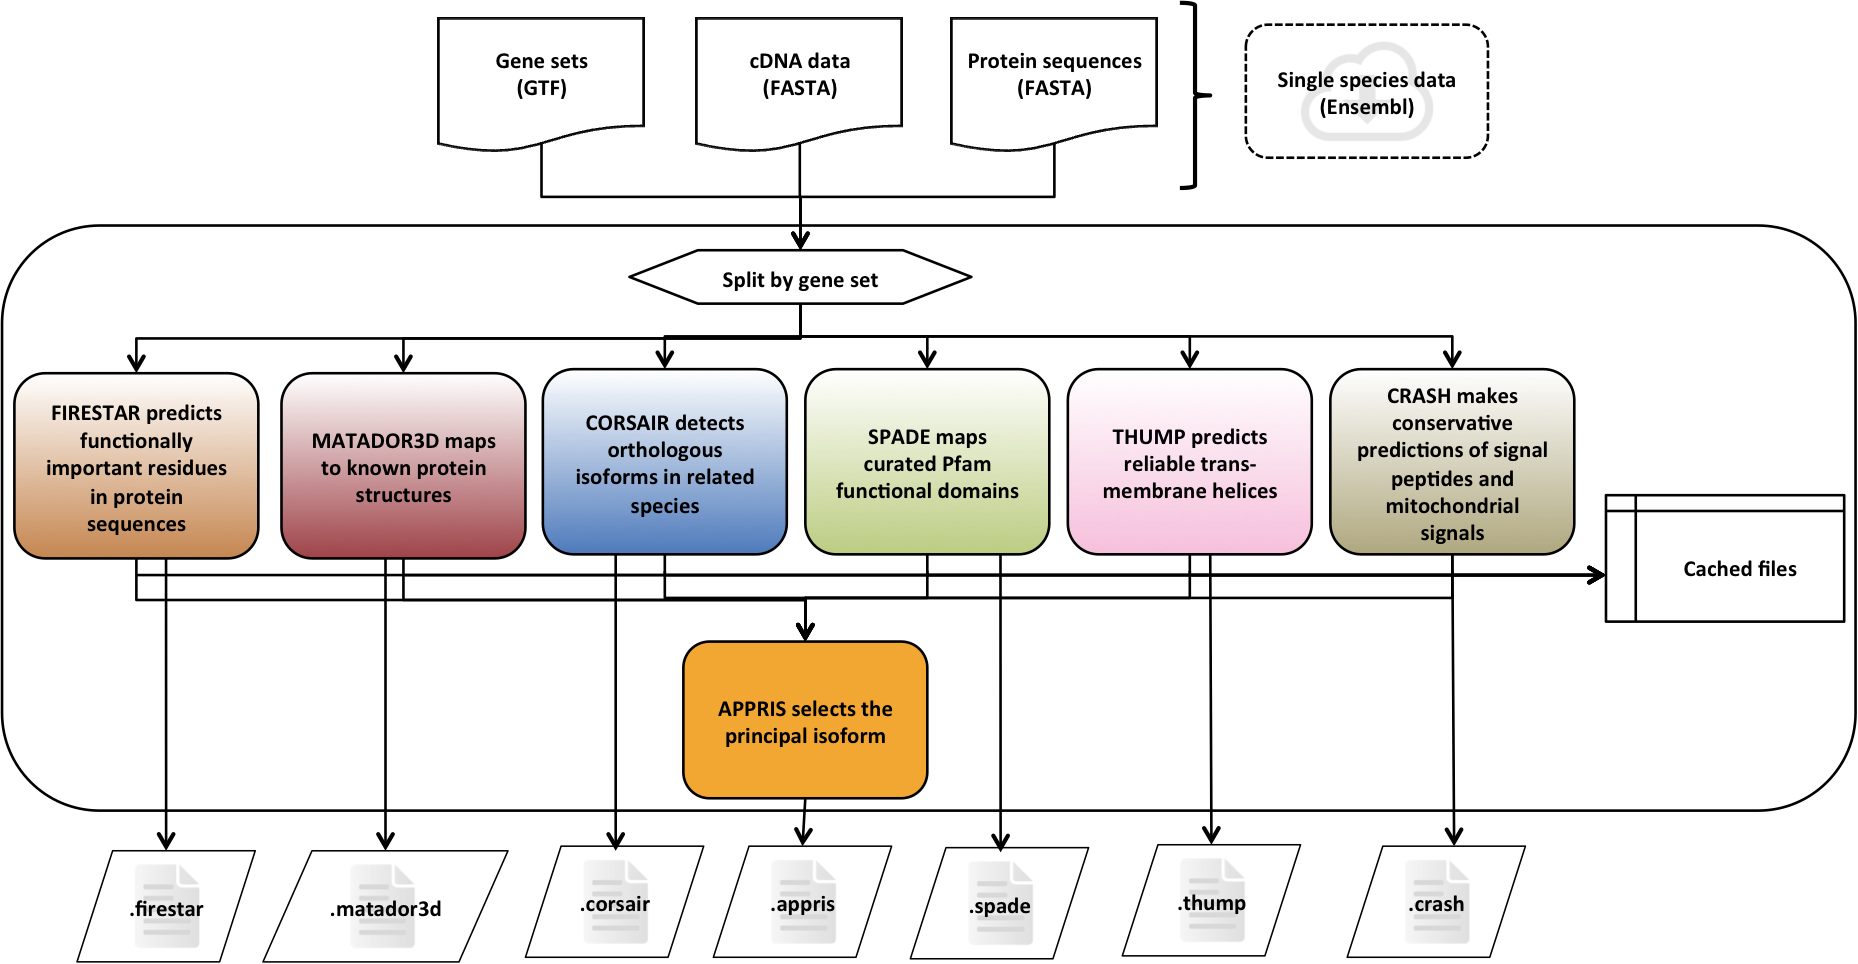 Gene sets
(GTF)
cDNA data
(FASTA)
Protein sequences
(FASTA)
Single species data
(Ensembl)
Split by gene set
FIRESTAR predicts
functionally
important residues
in protein
sequences
MATADOR3D maps
to known protein
structures
CORSAIR detects
orthologous
isoforms in related
species
SPADE maps
curated Pfam
functional domains
THUMP predicts
reliable trans-
membrane helices
CRASH makes
conservative
predictions of signal
peptides and
mitochondrial
signals
Cached files
APPRIS selects the
principal isoform
.firestar
.matador3d
.corsair
.appris
.spade
.thump
.crash